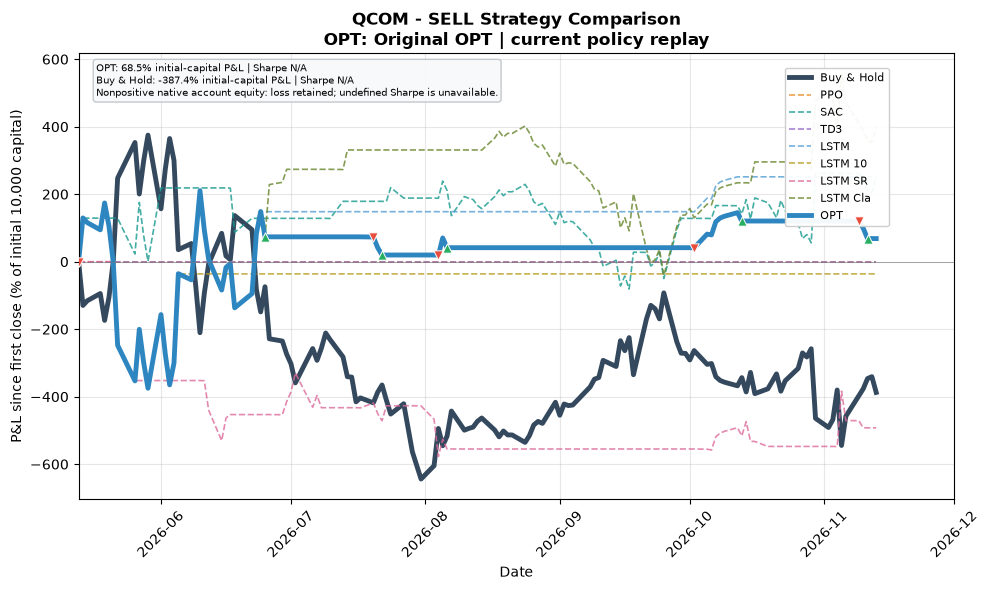 QCOM - SELL Strategy Comparison
OPT: Original OPT | current policy replay
OPT: 68.5% initial-capital P&L | Sharpe N/A
Buy & Hold: -387.4% initial-capital P&L | Sharpe N/A
Nonpositive native account equity: loss retained; undefined Sharpe is unavailable.
Buy & Hold
PPO
SAC
TD3
LSTM
LSTM 10
LSTM SR
LSTM Cla
OPT
P&L since first close (% of initial 10,000 capital)
600
400
200
0
−200
−400
−600
2026-06
2026-07
2026-08
2026-09
2026-10
2026-11
2026-12
Date